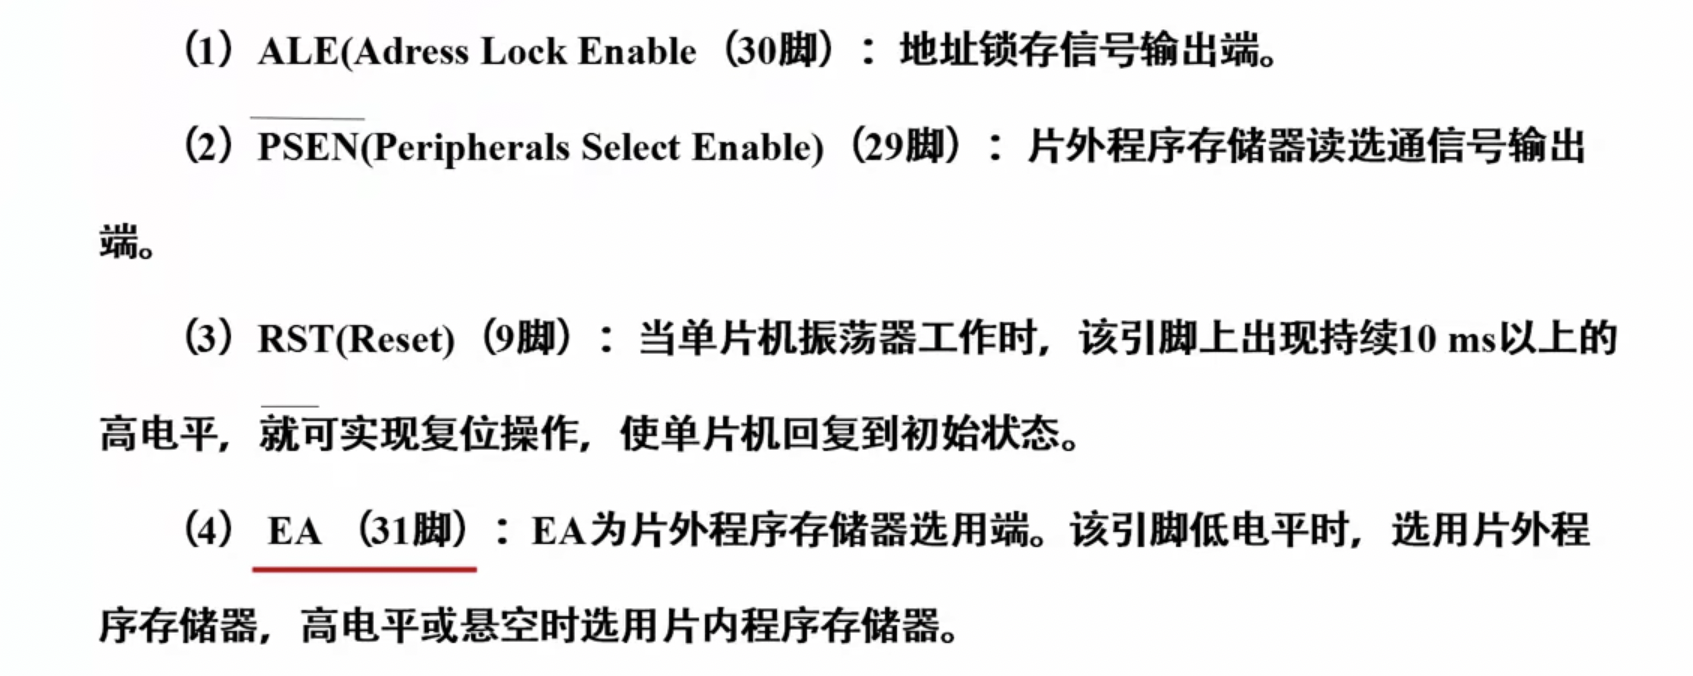 （1）ALE(Adress Lock Enable（30脚）：地址锁存信号输出端。
（2）PSEN(Peripherals Select Enable)（29脚）：片外程序存储器读选通信号输出
端。
（3）RST(Reset)（9脚）：当单片机振荡器工作时，该引脚上出现持续10 ms以上的
高电平，就可实现复位操作，使单片机回复到初始状态。
（4） EA （31脚）：EA为片外程序存储器选用端。该引脚低电平时，选用片外程
序存储器，高电平或悬空时选用片内程序存储器。